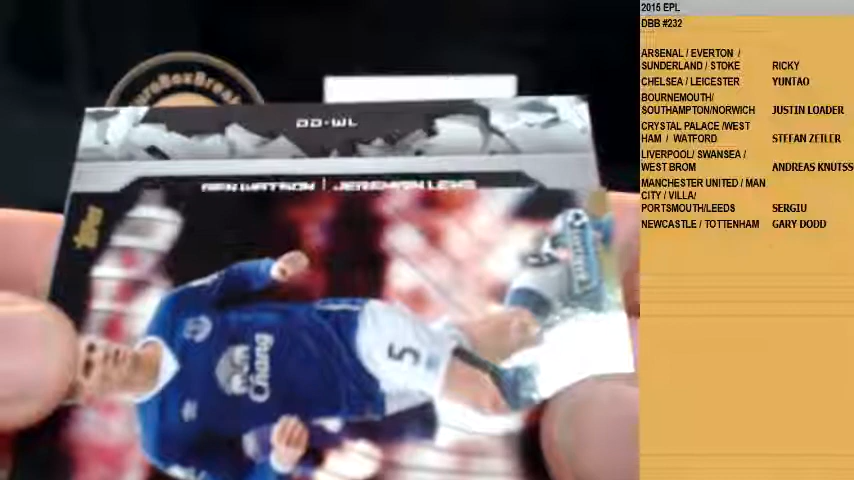 2015 EPL
DBB #232
ARSENAL / EVERTON /
SUNDERLAND / STOKE RICKY
CHELSEA / LEICESTER YUNTAO
BOURNEMOUTH/
SOUTHAMPTON/NORWICH JUSTIN LOADER
CRYSTAL PALACE /WEST
HAM / WATFORD STEFAN ZEILER
LIVERPOOL/ SWANSEA /
WEST BROM ANDREAS KNUTSS
MANCHESTER UNITED / MAN
CITY / VILLA/
PORTSMOUTH/LEEDS SERGIU
NEWCASTLE / TOTTENHAM GARY DODD
DD-WL
BEN WATSON | JEREMAIN LENS
Topps
Chang
5